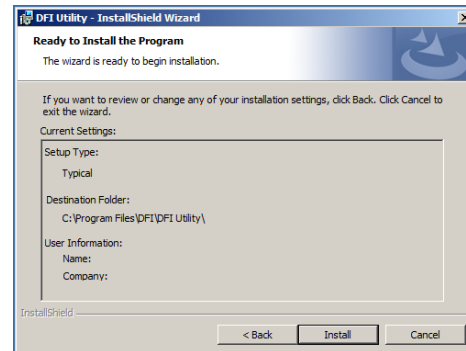 DFI Utility - InstallShield Wizard
Ready to Install the Program
The wizard is ready to begin installation.
If you want to review or change any of your installation settings, click Back. Click Cancel to
exit the wizard.
Current Settings:
Setup Type:
Typical
Destination Folder:
C:\Program Files\DFI\DFI Utility\
User Information:
Name:
Company:
InstallShield
< Back
Install
Cancel